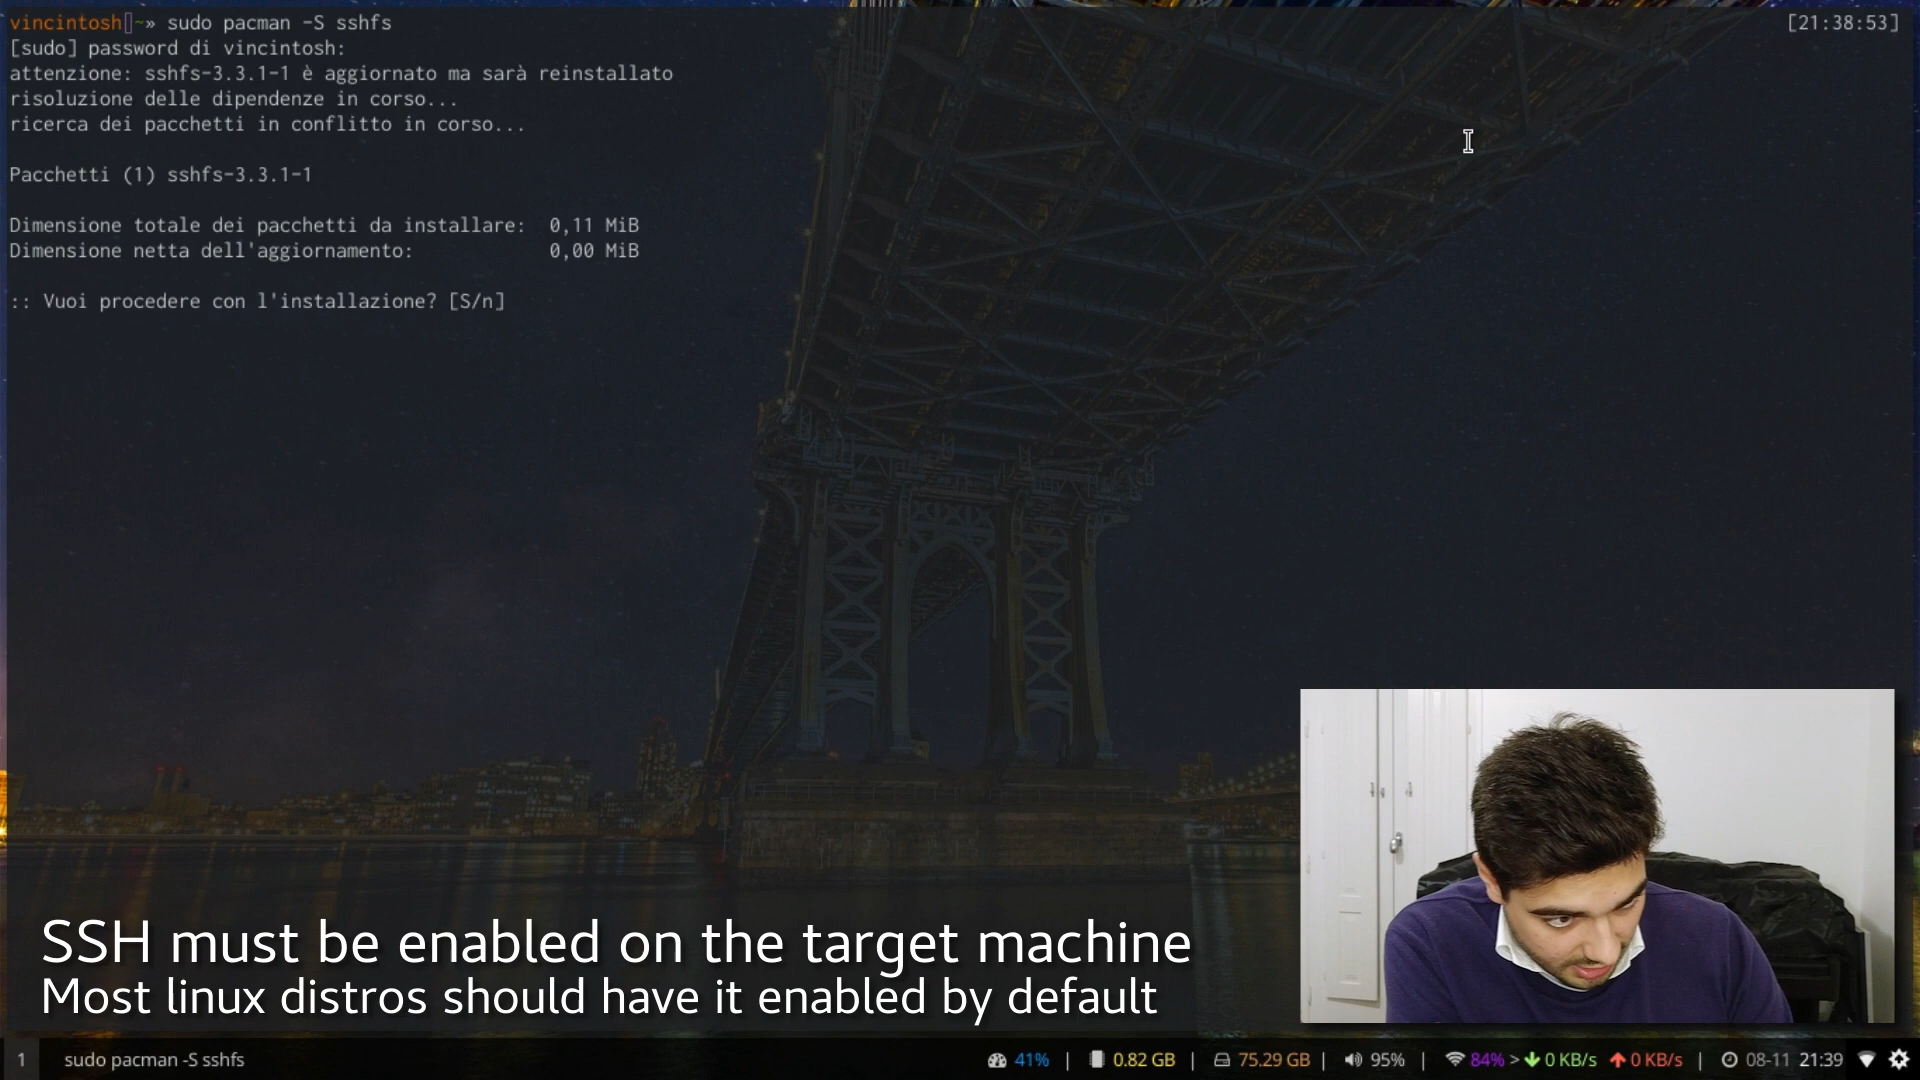 vincintosh ~» sudo pacman -S sshfs [21:38:53]
[sudo] password di vincintosh:
attenzione: sshfs-3.3.1-1 è aggiornato ma sarà reinstallato
risoluzione delle dipendenze in corso...
ricerca dei pacchetti in conflitto in corso...
Pacchetti (1) sshfs-3.3.1-1
Dimensione totale dei pacchetti da installare: 0,11 MiB
Dimensione netta dell'aggiornamento: 0,00 MiB
:: Vuoi procedere con l'installazione? [S/n]
SSH must be enabled on the target machine
Most linux distros should have it enabled by default
1 sudo pacman -S sshfs 41% | 0.82 GB | 75.29 GB | 95% | 84% > 0 KB/s 0 KB/s | 08-11 21:39